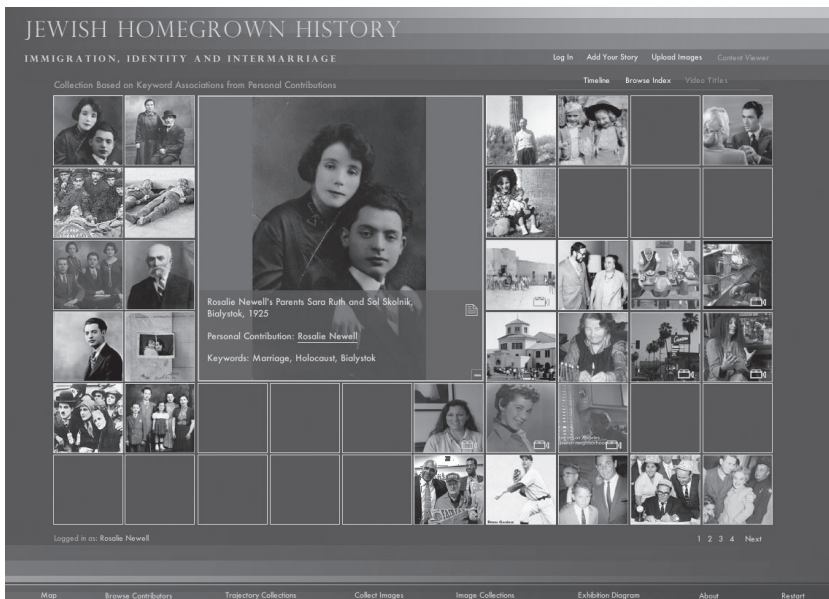 JEWISH HOMEGROWN HISTORY
IMMIGRATION, IDENTITY AND INTERMARRIAGE
Log In Add Your Story Upload Images Content Viewer
Timeline Browse Index Video Titles
Collection Based on Keyword Associations from Personal Contributions
Rosalie Newell's Parents Sara Ruth and Sol Skolnik,
Bialystok, 1925
Personal Contribution: Rosalie Newell
Keywords: Marriage, Holocaust, Bialystok
Logged in as: Rosalie Newell
1 2 3 4 Next
Map Browse Contributors Trajectory Collections Collect Images Image Collections Exhibition Diagram About Restart